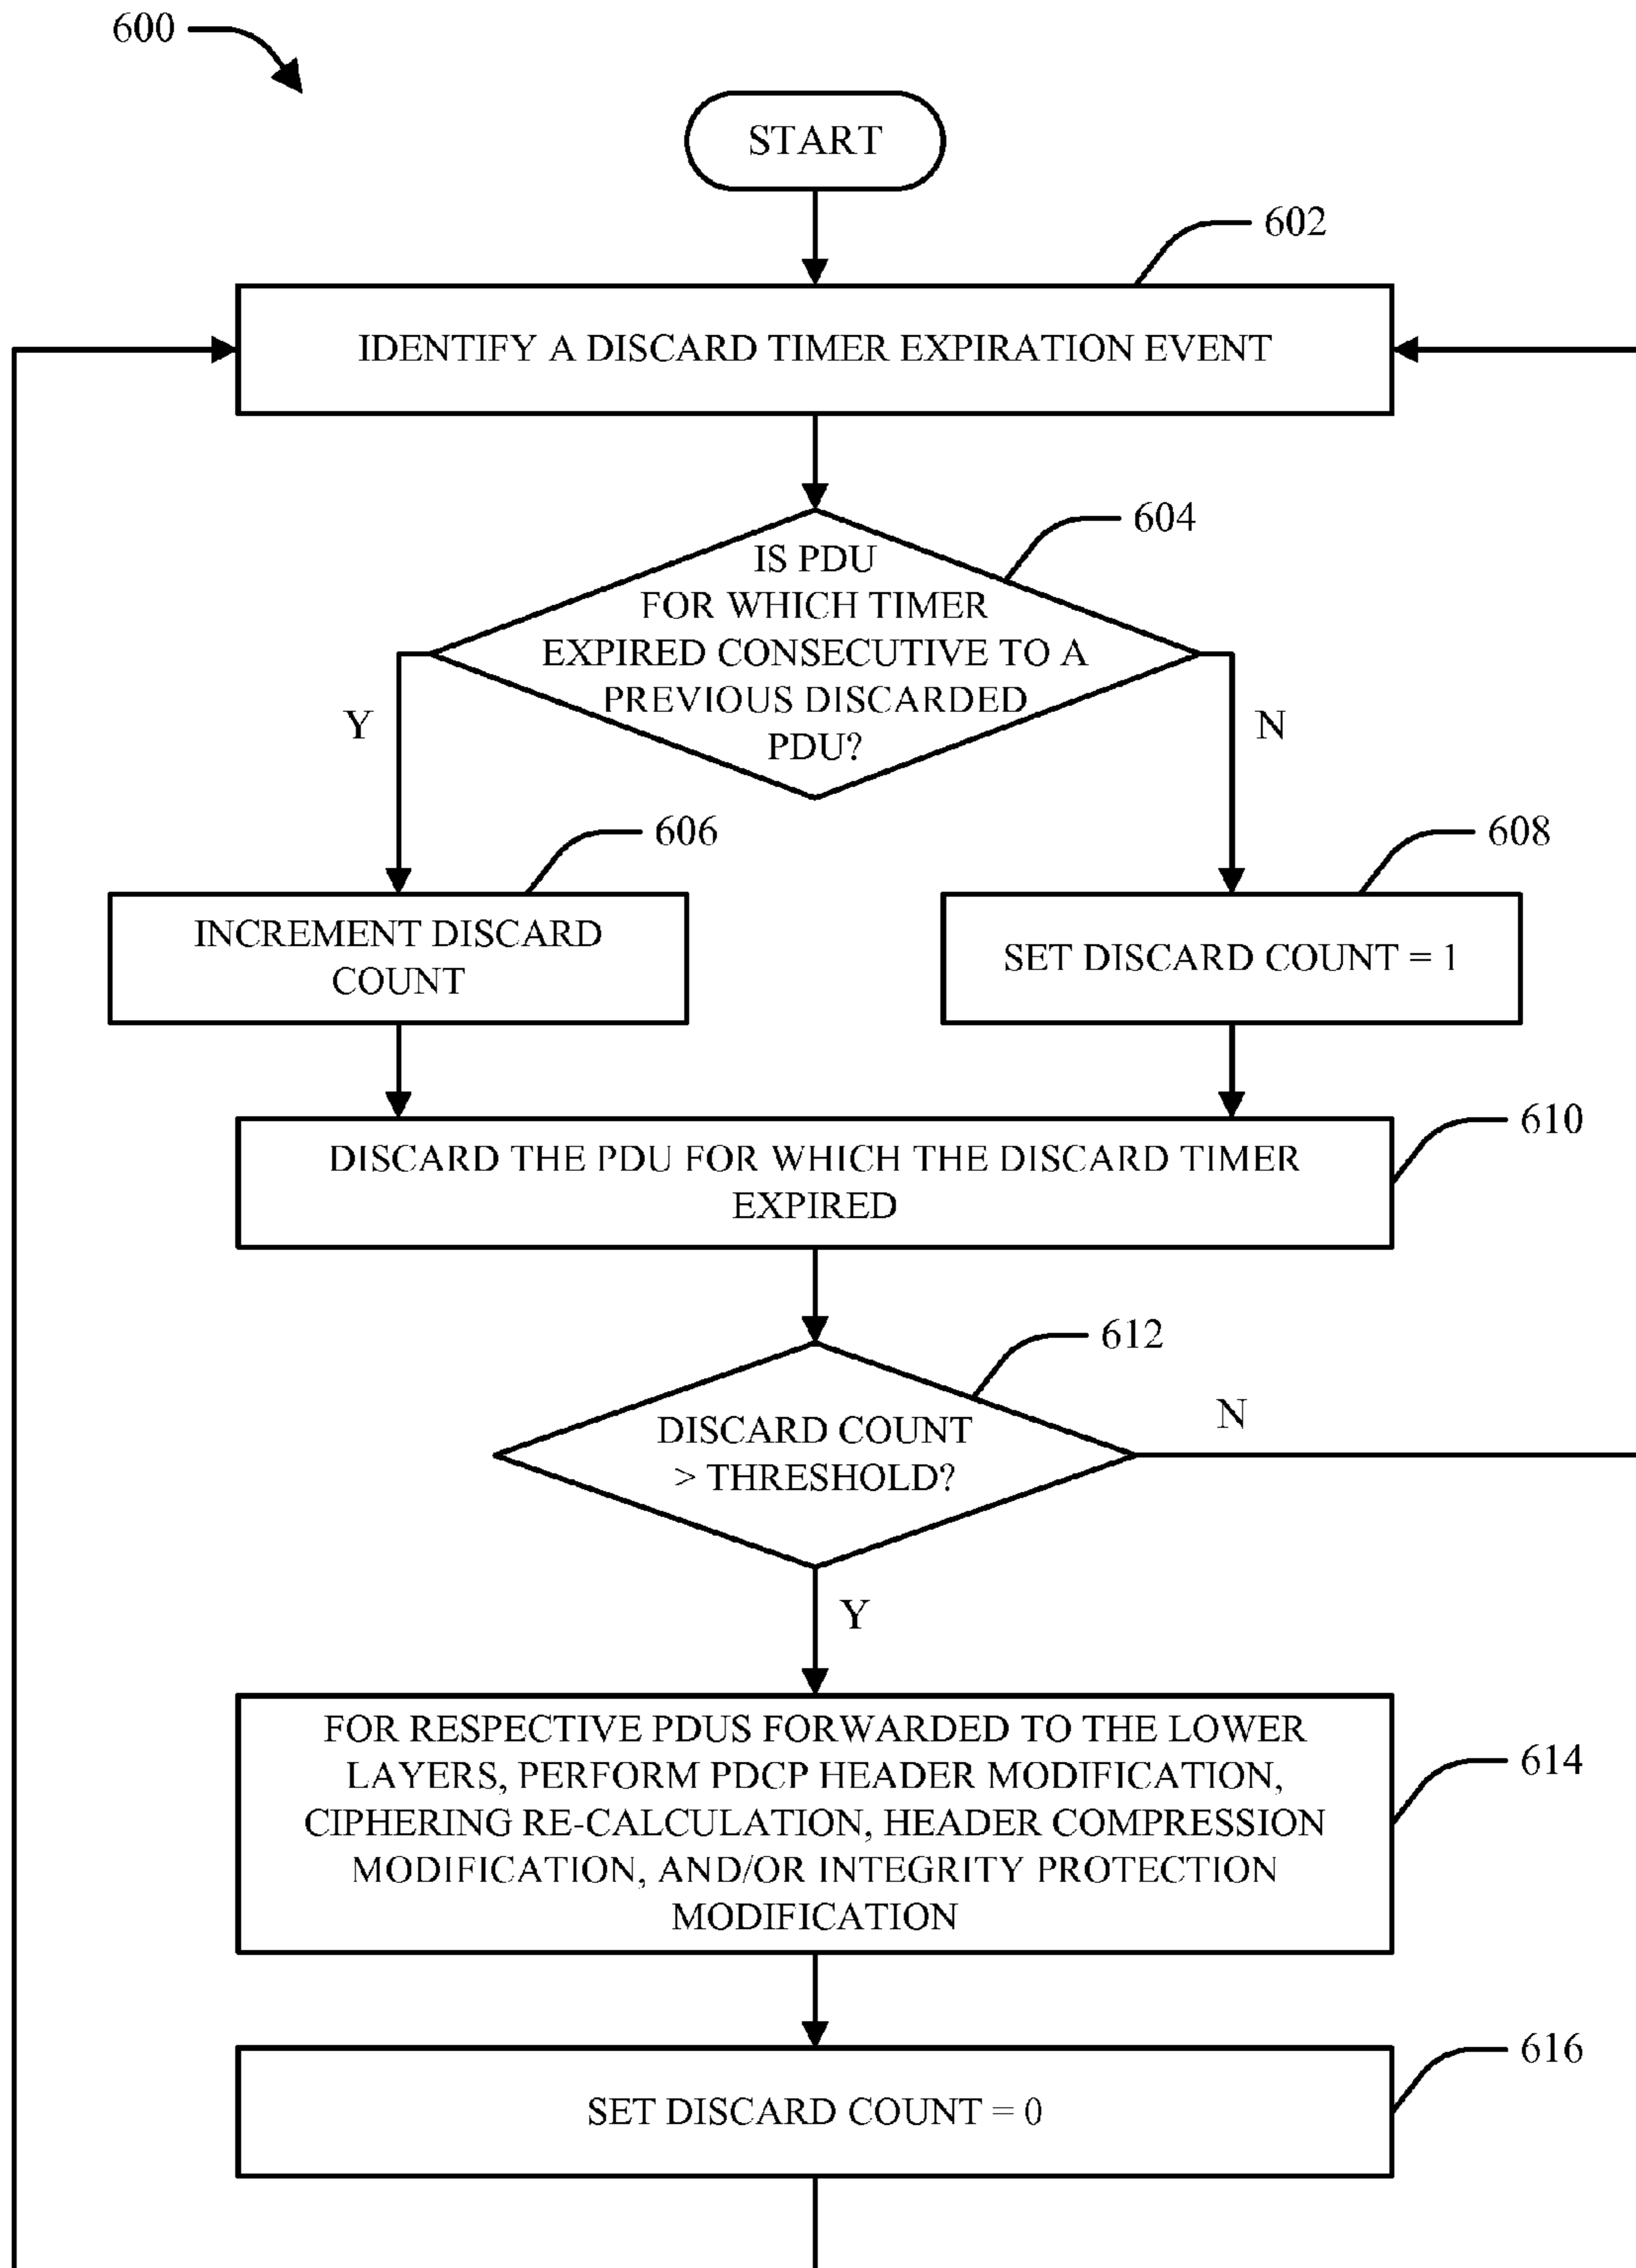 600
START
602
IDENTIFY A DISCARD TIMER EXPIRATION EVENT
604
IS PDU
FOR WHICH TIMER
EXPIRED CONSECUTIVE TO A
PREVIOUS DISCARDED
PDU?
Y
N
606
608
INCREMENT DISCARD
COUNT
SET DISCARD COUNT = 1
610
DISCARD THE PDU FOR WHICH THE DISCARD TIMER
EXPIRED
612
DISCARD COUNT
> THRESHOLD?
N
Y
614
FOR RESPECTIVE PDUS FORWARDED TO THE LOWER
LAYERS, PERFORM PDCP HEADER MODIFICATION,
CIPHERING RE-CALCULATION, HEADER COMPRESSION
MODIFICATION, AND/OR INTEGRITY PROTECTION
MODIFICATION
616
SET DISCARD COUNT = 0